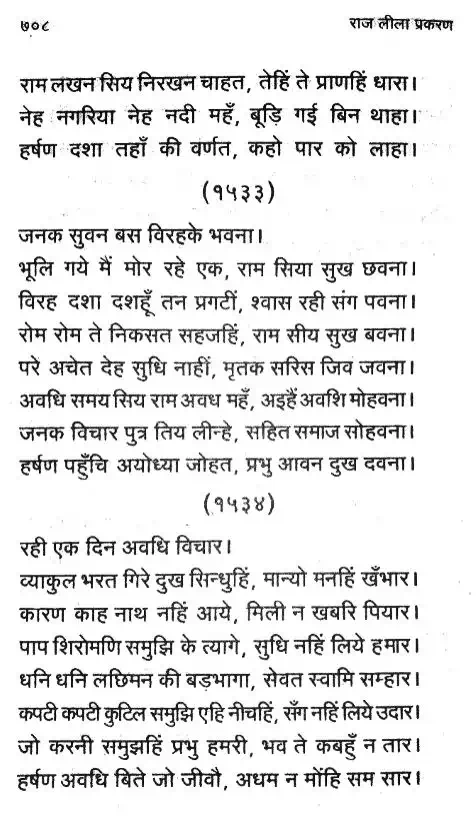 ७०८ राज लीला प्रकरण
राम लखन सिय निरखन चाहत, तेहिं ते प्राणहिं धारा।
नेह नगरिया नेह नदी महँ, बूड़ि गई बिन थाहा।
हर्षण दशा तहाँ की वर्णत, कहो पार को लाहा।
(१५३३)
जनक सुवन बस विरहके भवना।
भूलि गये मैं मोर रहे एक, राम सिया सुख छवना।
विरह दशा दशहूँ तन प्रगटीं, श्वास रही संग पवना।
रोम रोम ते निकसत सहजहिं, राम सीय सुख बवना।
परे अचेत देह सुधि नाहीं, मृतक सरिस जिव जवना।
अवधि समय सिय राम अवध महँ, अइहैं अवशि मोहवना।
जनक विचार पुत्र तिय लीन्हे, सहित समाज सोहवना।
हर्षण पहुँचि अयोध्या जोहत, प्रभु आवन दुख दवना।
(१५३४)
रही एक दिन अवधि विचार।
व्याकुल भरत गिरे दुख सिन्धुहिं, मान्यो मनहिं खँभार।
कारण काह नाथ नहिं आये, मिली न खबरि पियार।
पाप शिरोमणि समुझि के त्यागे, सुधि नहिं लिये हमार।
धनि धनि लछिमन की बड़भागा, सेवत स्वामि सम्हार।
कपटी कपटी कुटिल समुझि एहि नीचहिं, सँग नहिं लिये उदार।
जो करनी समुझहिं प्रभु हमरी, भव ते कबहुँ न तार।
हर्षण अवधि बिते जो जीवौ, अधम न मोंहि सम सार।